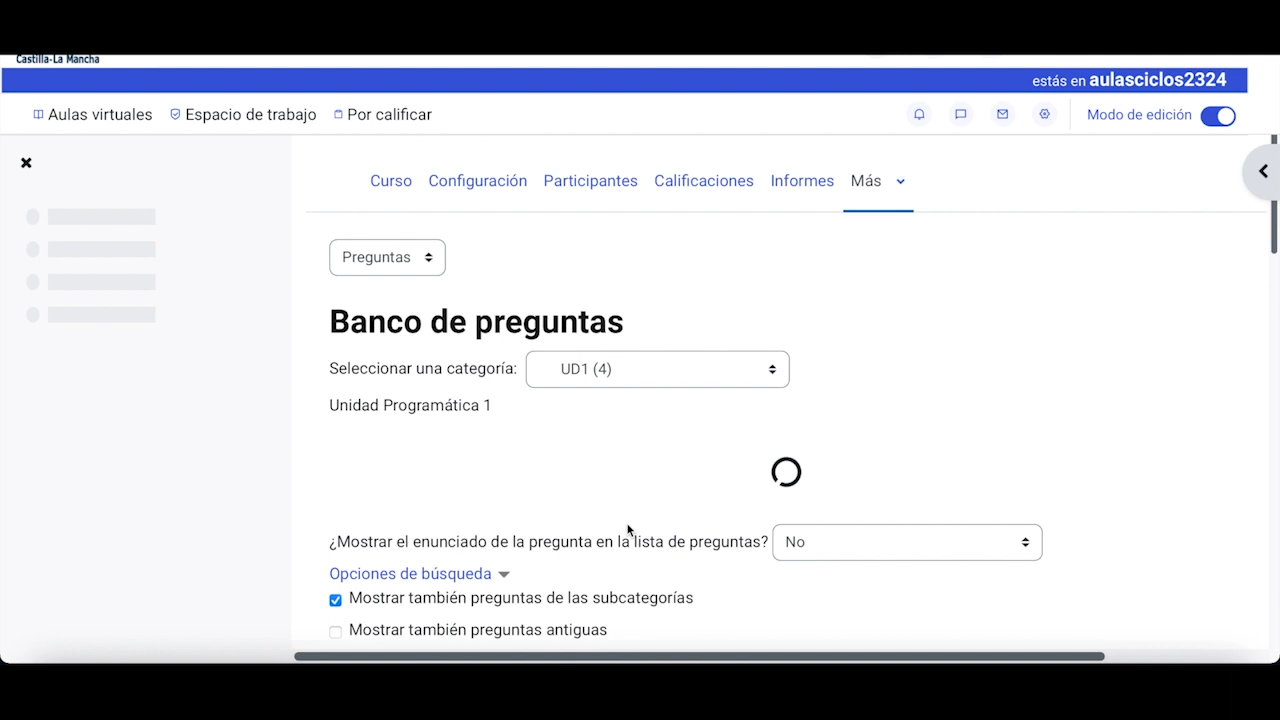 Castilla-La Mancha
estás en aulasciclos2324
Aulas virtuales Espacio de trabajo Por calificar Modo de edición
Curso Configuración Participantes Calificaciones Informes Más
Preguntas
Banco de preguntas
Seleccionar una categoría: UD1 (4)
Unidad Programática 1
¿Mostrar el enunciado de la pregunta en la lista de preguntas? No
Opciones de búsqueda
Mostrar también preguntas de las subcategorías
Mostrar también preguntas antiguas